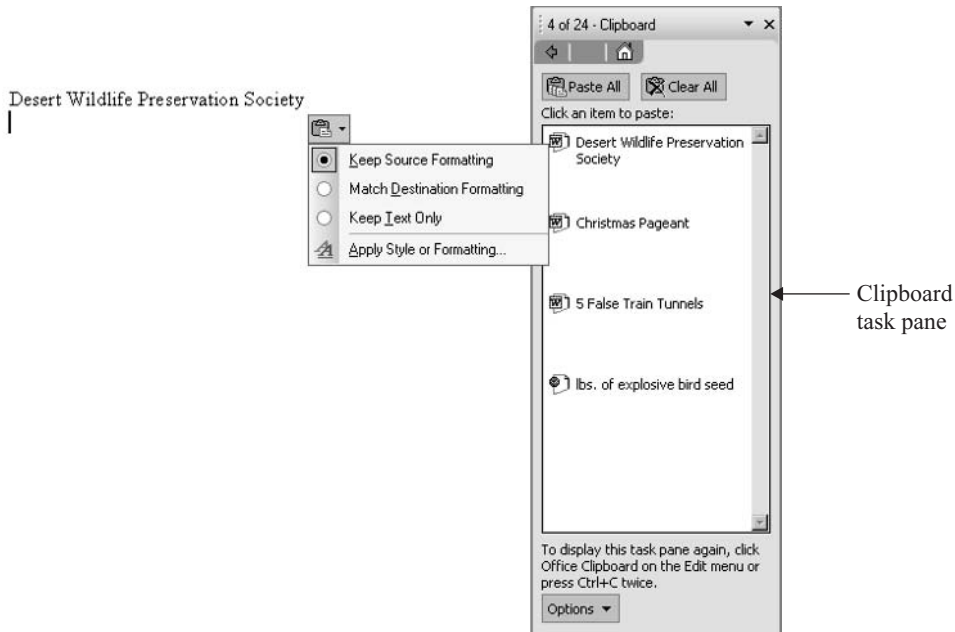 Desert Wildlife Preservation Society
Keep Source Formatting
Match Destination Formatting
Keep Text Only
Apply Style or Formatting...
4 of 24 - Clipboard
Paste All
Clear All
Click an item to paste:
Desert Wildlife Preservation
Society
Christmas Pageant
5 False Train Tunnels
lbs. of explosive bird seed
To display this task pane again, click
Office Clipboard on the Edit menu or
press Ctrl+C twice.
Options
Clipboard
task pane